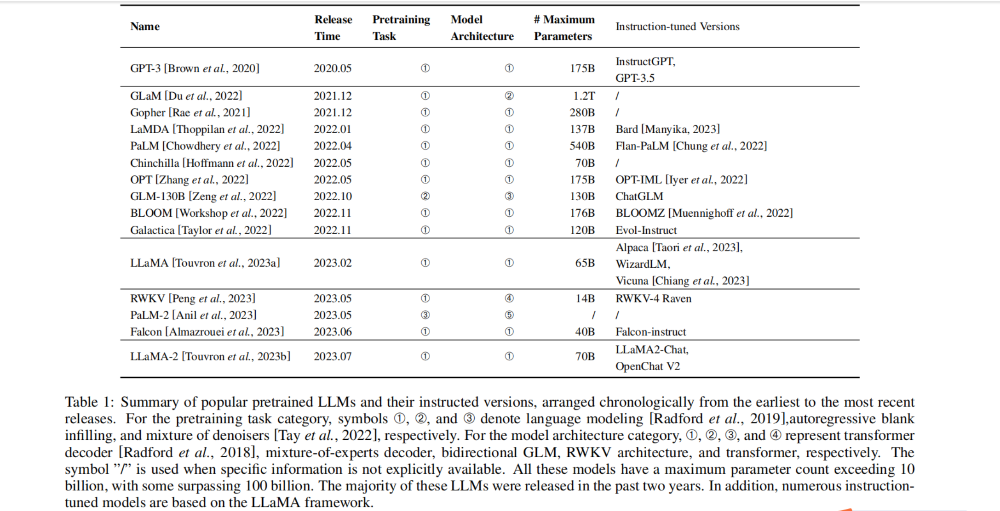 Name Release Time Pretraining Task Model Architecture # Maximum Parameters Instruction-tuned Versions
GPT-3 [Brown et al., 2020] 2020.05 ① ① 175B InstructGPT,
GPT-3.5
GLaM [Du et al., 2022] 2021.12 ① ② 1.2T /
Gopher [Rae et al., 2021] 2021.12 ① ① 280B /
LaMDA [Thoppilan et al., 2022] 2022.01 ① ① 137B Bard [Manyika, 2023]
PaLM [Chowdhery et al., 2022] 2022.04 ① ① 540B Flan-PaLM [Chung et al., 2022]
Chinchilla [Hoffmann et al., 2022] 2022.05 ① ① 70B /
OPT [Zhang et al., 2022] 2022.05 ① ① 175B OPT-IML [Iyer et al., 2022]
GLM-130B [Zeng et al., 2022] 2022.10 ② ③ 130B ChatGLM
BLOOM [Workshop et al., 2022] 2022.11 ① ① 176B BLOOMZ [Muennighoff et al., 2022]
Galactica [Taylor et al., 2022] 2022.11 ① ① 120B Evol-Instruct
LLaMA [Touvron et al., 2023a] 2023.02 ① ① 65B Alpaca [Taori et al., 2023],
WizardLM,
Vicuna [Chiang et al., 2023]
RWKV [Peng et al., 2023] 2023.05 ① ④ 14B RWKV-4 Raven
PaLM-2 [Anil et al., 2023] 2023.05 ③ ⑤ / /
Falcon [Almazrouei et al., 2023] 2023.06 ① ① 40B Falcon-instruct
LLaMA-2 [Touvron et al., 2023b] 2023.07 ① ① 70B LLaMA2-Chat,
OpenChat V2
Table 1: Summary of popular pretrained LLMs and their instructed versions, arranged chronologically from the earliest to the most recent
releases. For the pretraining task category, symbols ①, ②, and ③ denote language modeling [Radford et al., 2019],autoregressive blank
infilling, and mixture of denoisers [Tay et al., 2022], respectively. For the model architecture category, ①, ②, ③, and ④ represent transformer
decoder [Radford et al., 2018], mixture-of-experts decoder, bidirectional GLM, RWKV architecture, and transformer, respectively. The
symbol ”/” is used when specific information is not explicitly available. All these models have a maximum parameter count exceeding 10
billion, with some surpassing 100 billion. The majority of these LLMs were released in the past two years. In addition, numerous instruction-
tuned models are based on the LLaMA framework.